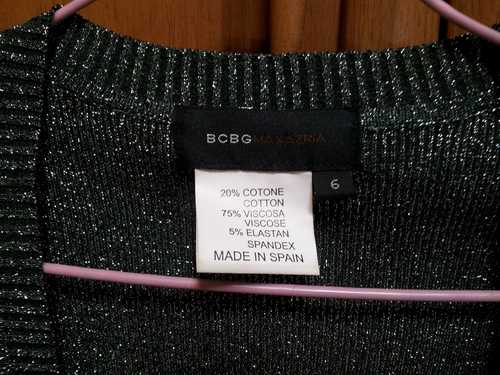 BCBGMAXAZRIA
6
20% COTONE
COTTON
75% VISCOSA
VISCOSE
5% ELASTAN
SPANDEX
MADE IN SPAIN